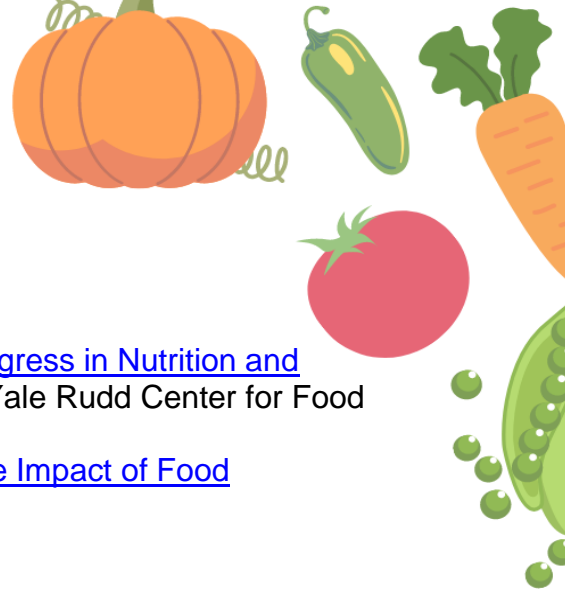 gress in Nutrition and
Yale Rudd Center for Food
e Impact of Food